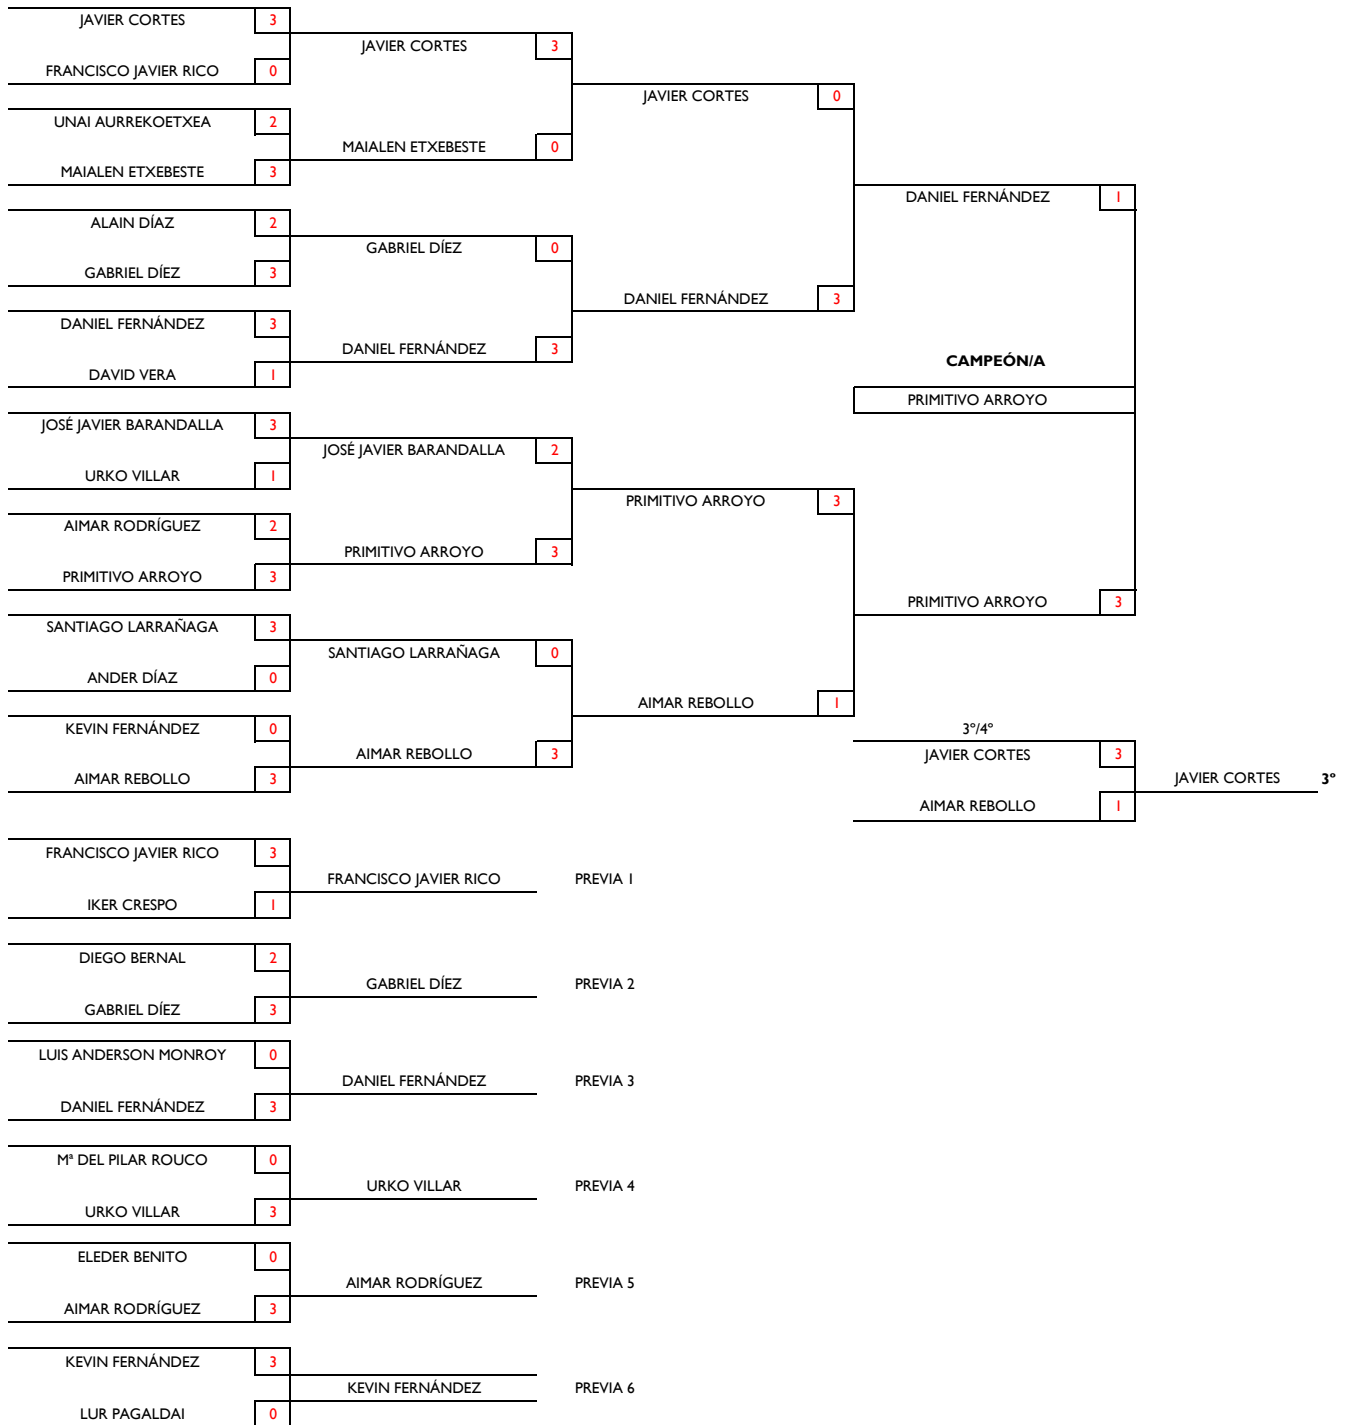 JAVIER CORTES 3
JAVIER CORTES 3
FRANCISCO JAVIER RICO 0
JAVIER CORTES 0
UNAI AURREKOETXEA 2
MAIALEN ETXEBESTE 0
MAIALEN ETXEBESTE 3
DANIEL FERNÁNDEZ 1
ALAIN DÍAZ 2
GABRIEL DÍEZ 0
GABRIEL DÍEZ 3
DANIEL FERNÁNDEZ 3
DANIEL FERNÁNDEZ 3
DANIEL FERNÁNDEZ 3
CAMPEÓN/A
DAVID VERA 1
PRIMITIVO ARROYO
JOSÉ JAVIER BARANDALLA 3
JOSÉ JAVIER BARANDALLA 2
URKO VILLAR 1
PRIMITIVO ARROYO 3
AIMAR RODRÍGUEZ 2
PRIMITIVO ARROYO 3
PRIMITIVO ARROYO 3
PRIMITIVO ARROYO 3
SANTIAGO LARRAÑAGA 3
SANTIAGO LARRAÑAGA 0
ANDER DÍAZ 0
AIMAR REBOLLO 1
KEVIN FERNÁNDEZ 0
3º/4º
AIMAR REBOLLO 3
JAVIER CORTES 3
AIMAR REBOLLO 3
JAVIER CORTES 3º
AIMAR REBOLLO 1
FRANCISCO JAVIER RICO 3
FRANCISCO JAVIER RICO PREVIA 1
IKER CRESPO 1
DIEGO BERNAL 2
GABRIEL DÍEZ PREVIA 2
GABRIEL DÍEZ 3
LUIS ANDERSON MONROY 0
DANIEL FERNÁNDEZ PREVIA 3
DANIEL FERNÁNDEZ 3
Mª DEL PILAR ROUCO 0
URKO VILLAR PREVIA 4
URKO VILLAR 3
ELEDER BENITO 0
AIMAR RODRÍGUEZ PREVIA 5
AIMAR RODRÍGUEZ 3
KEVIN FERNÁNDEZ 3
KEVIN FERNÁNDEZ PREVIA 6
LUR PAGALDAI 0